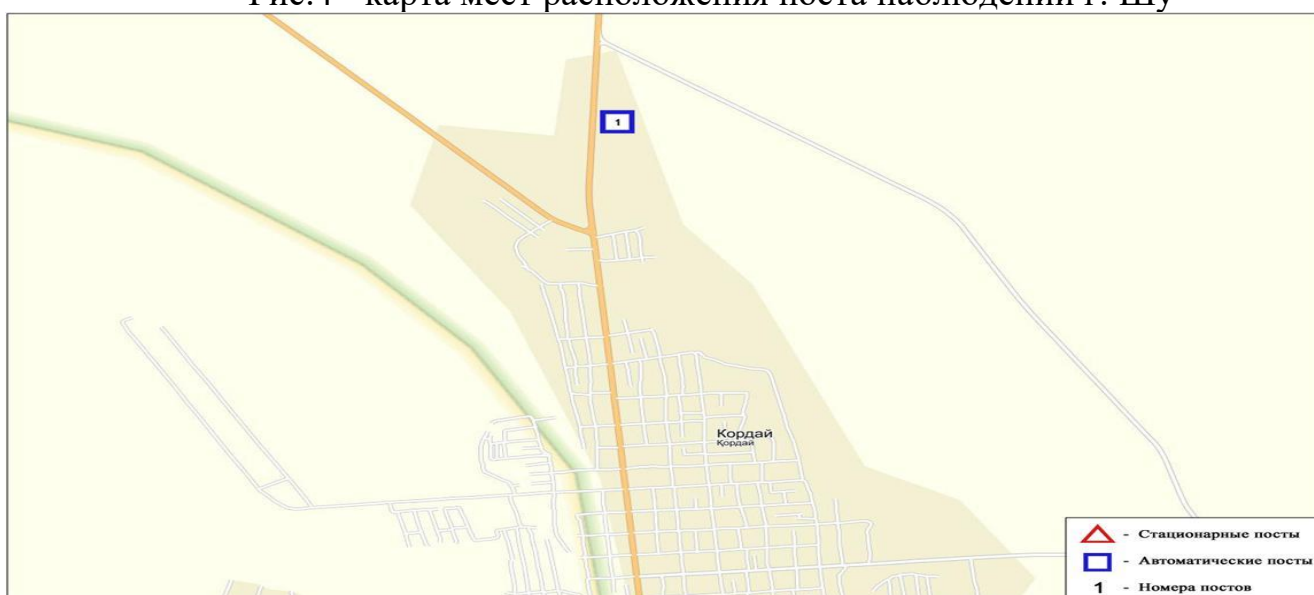 Рис.4 - карта мест расположения поста наблюдений г. Шу
1
Кордай
Қордай
- Стационарные посты
- Автоматические посты
1 - Номера постов